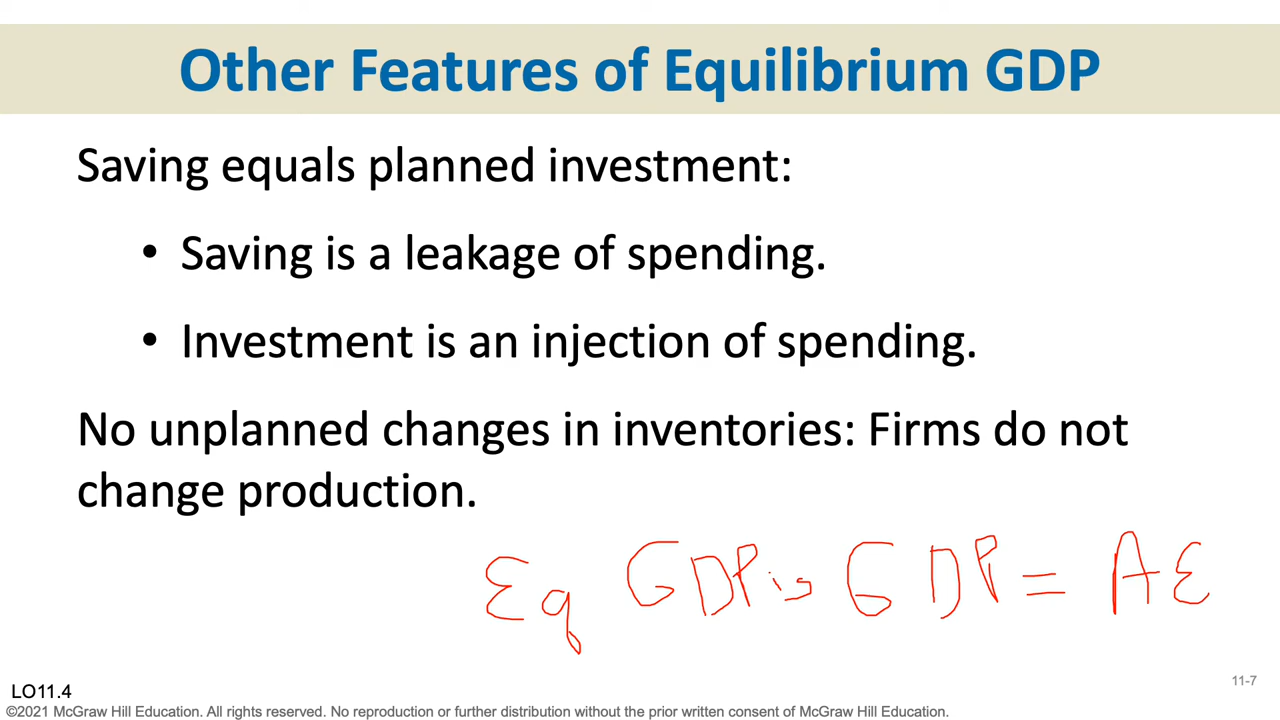 Other Features of Equilibrium GDP
Saving equals planned investment:
• Saving is a leakage of spending.
• Investment is an injection of spending.
No unplanned changes in inventories: Firms do not
change production.
Eq GDP is GDP = AE
11-7
LO11.4
©2021 McGraw Hill Education. All rights reserved. No reproduction or further distribution without the prior written consent of McGraw Hill Education.